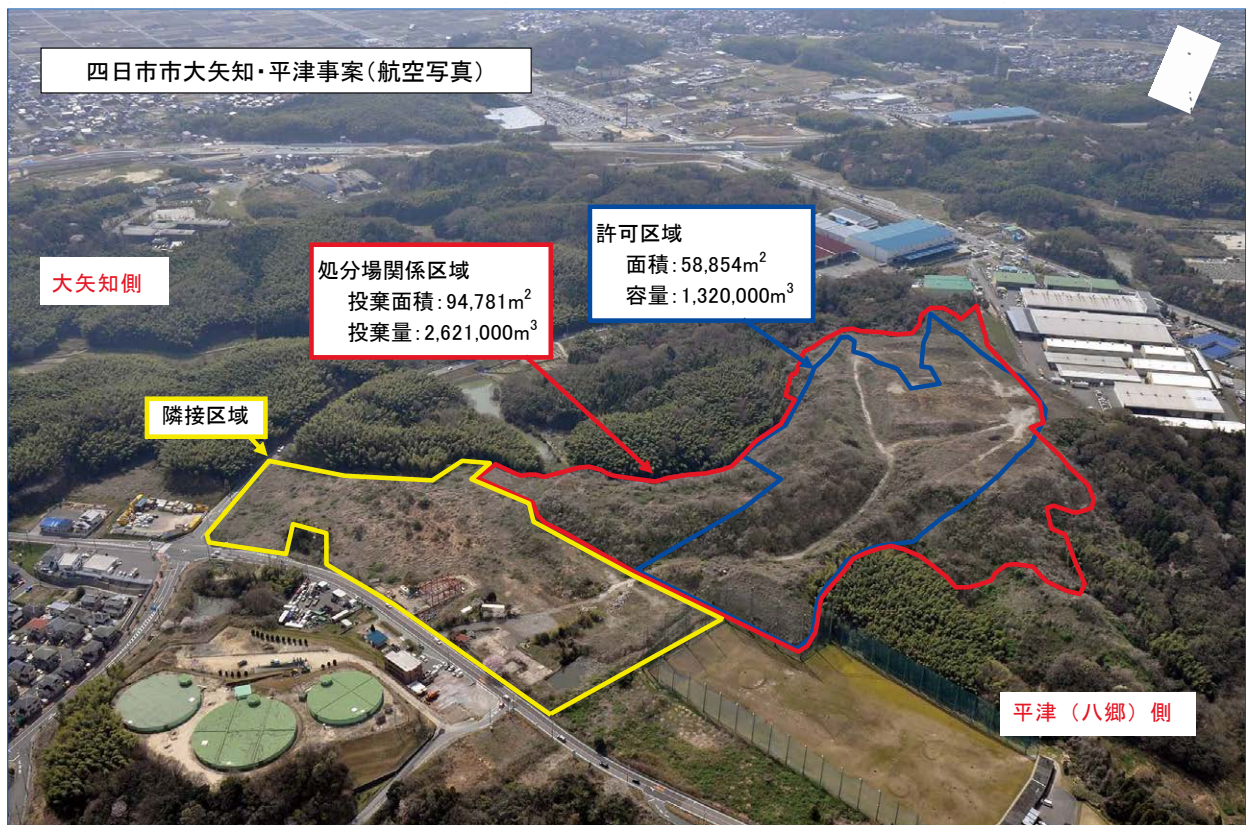 四日市市大矢知・平津事案(航空写真)
許可区域
面積:58,854m²
容量:1,320,000m³
処分場関係区域
投棄面積:94,781m²
投棄量:2,621,000m³
大矢知側
隣接区域
平津（八郷）側